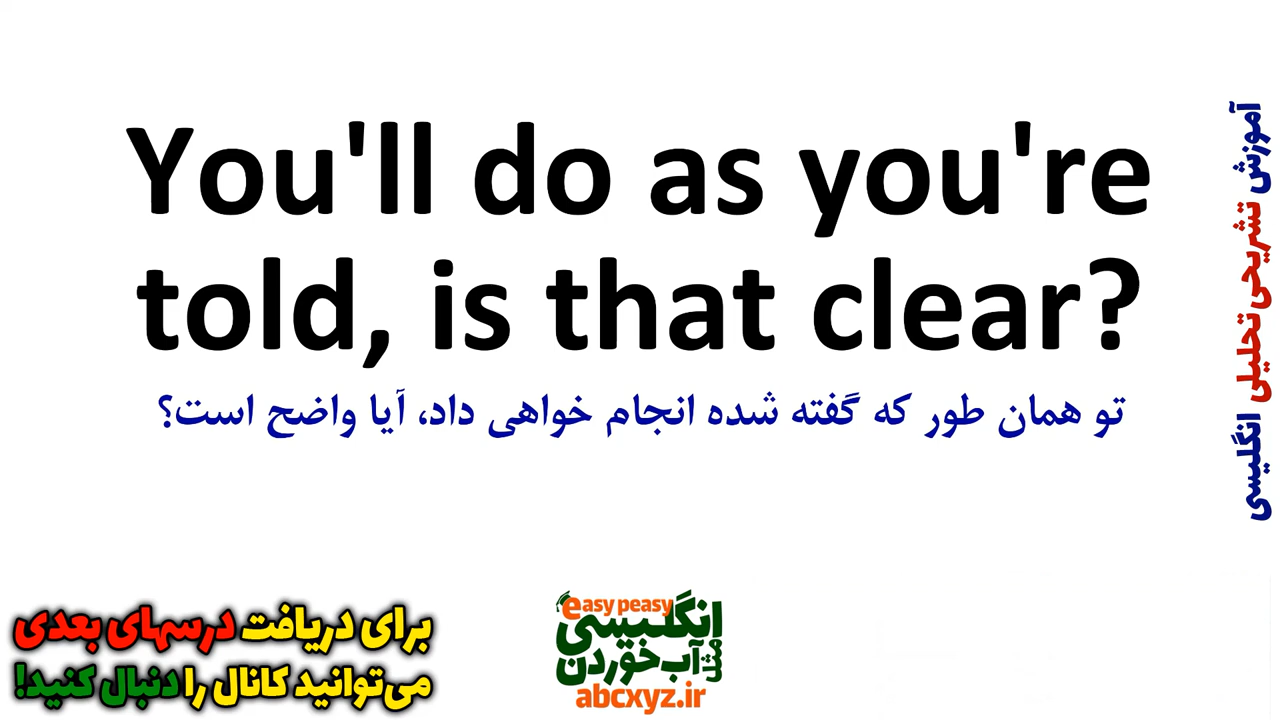 You'll do as you're
told, is that clear?
تو همان طور که گفته شده انجام خواهی داد، آیا واضح است؟
آموزش تشریحی تحلیلی انگلیسی
برای دریافت درسهای بعدی
می‌توانید کانال را دنبال کنید!
easy peasy
انگلیسی
مثل آب خوردن
abcxyz.ir